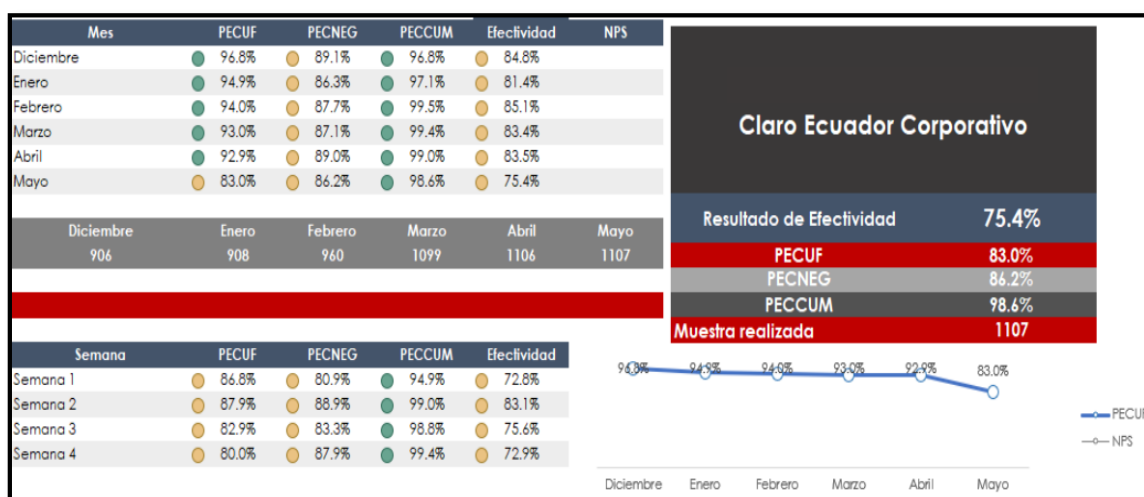 Mes PECUF PECNEG PECCUM Efectividad NPS
Diciembre 96.8% 89.1% 96.8% 84.8%
Enero 94.9% 86.3% 97.1% 81.4%
Febrero 94.0% 87.7% 99.5% 85.1%
Marzo 93.0% 87.1% 99.4% 83.4%
Abril 92.9% 89.0% 99.0% 83.5%
Mayo 83.0% 86.2% 98.6% 75.4%
Diciembre Enero Febrero Marzo Abril Mayo
906 908 960 1099 1106 1107
Semana PECUF PECNEG PECCUM Efectividad
Semana 1 86.8% 80.9% 94.9% 72.8%
Semana 2 87.9% 88.9% 99.0% 83.1%
Semana 3 82.9% 83.3% 98.8% 75.6%
Semana 4 80.0% 87.9% 99.4% 72.9%
Claro Ecuador Corporativo
Resultado de Efectividad 75.4%
PECUF 83.0%
PECNEG 86.2%
PECCUM 98.6%
Muestra realizada 1107
96.8% 94.9% 94.0% 93.0% 92.9% 83.0%
PECUF
NPS
Diciembre Enero Febrero Marzo Abril Mayo